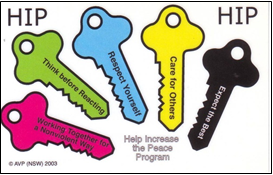 HIP
HIP
Think before Reacting
Respect Yourself
Care for Others
Expect the Best
Working Together for
a Nonviolent Way
Help Increase
the Peace
Program
© AVP (NSW) 2003